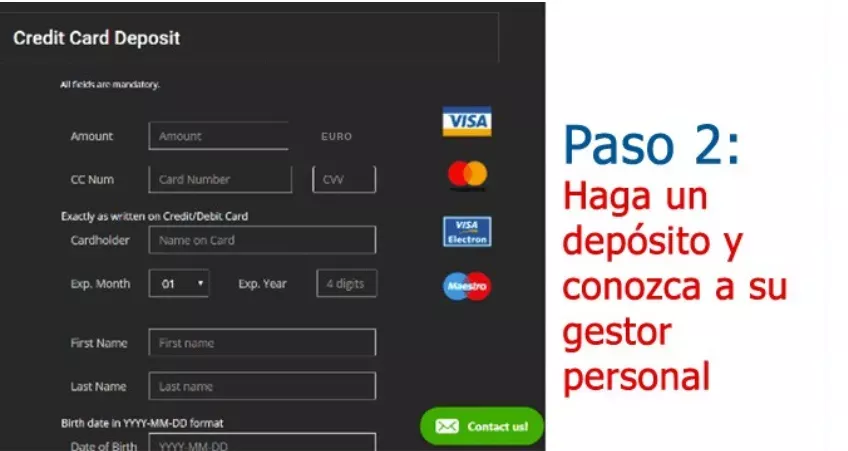 Credit Card Deposit
All fields are mandatory.
Amount Amount EURO
CC Num Card Number CVV
Exactly as written on Credit/Debit Card
Cardholder Name on Card
Exp. Month 01 Exp. Year 4 digits
First Name First name
Last Name Last name
Birth date in YYYY-MM-DD format
Date of Birth YYYY-MM-DD
VISA
VISA
Electron
Maestro
Contact us!
Paso 2:
Haga un
depósito y
conozca a su
gestor
personal